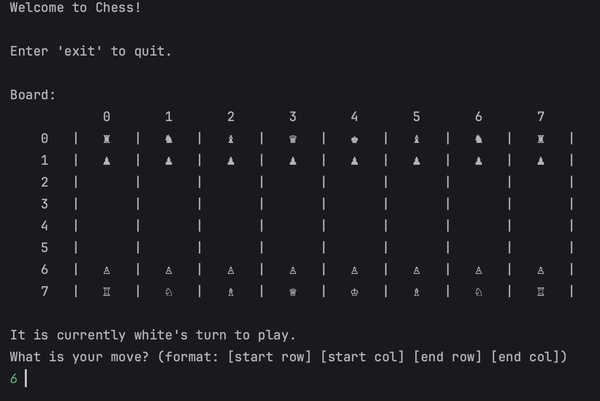 Welcome to Chess!
Enter 'exit' to quit.
Board:
0 1 2 3 4 5 6 7
0 | ♜ | ♞ | ♝ | ♛ | ♚ | ♝ | ♞ | ♜ |
1 | ♟ | ♟ | ♟ | ♟ | ♟ | ♟ | ♟ | ♟ |
2 | | | | | | | | |
3 | | | | | | | | |
4 | | | | | | | | |
5 | | | | | | | | |
6 | ♙ | ♙ | ♙ | ♙ | ♙ | ♙ | ♙ | ♙ |
7 | ♖ | ♘ | ♗ | ♕ | ♔ | ♗ | ♘ | ♖ |
It is currently white's turn to play.
What is your move? (format: [start row] [start col] [end row] [end col])
6